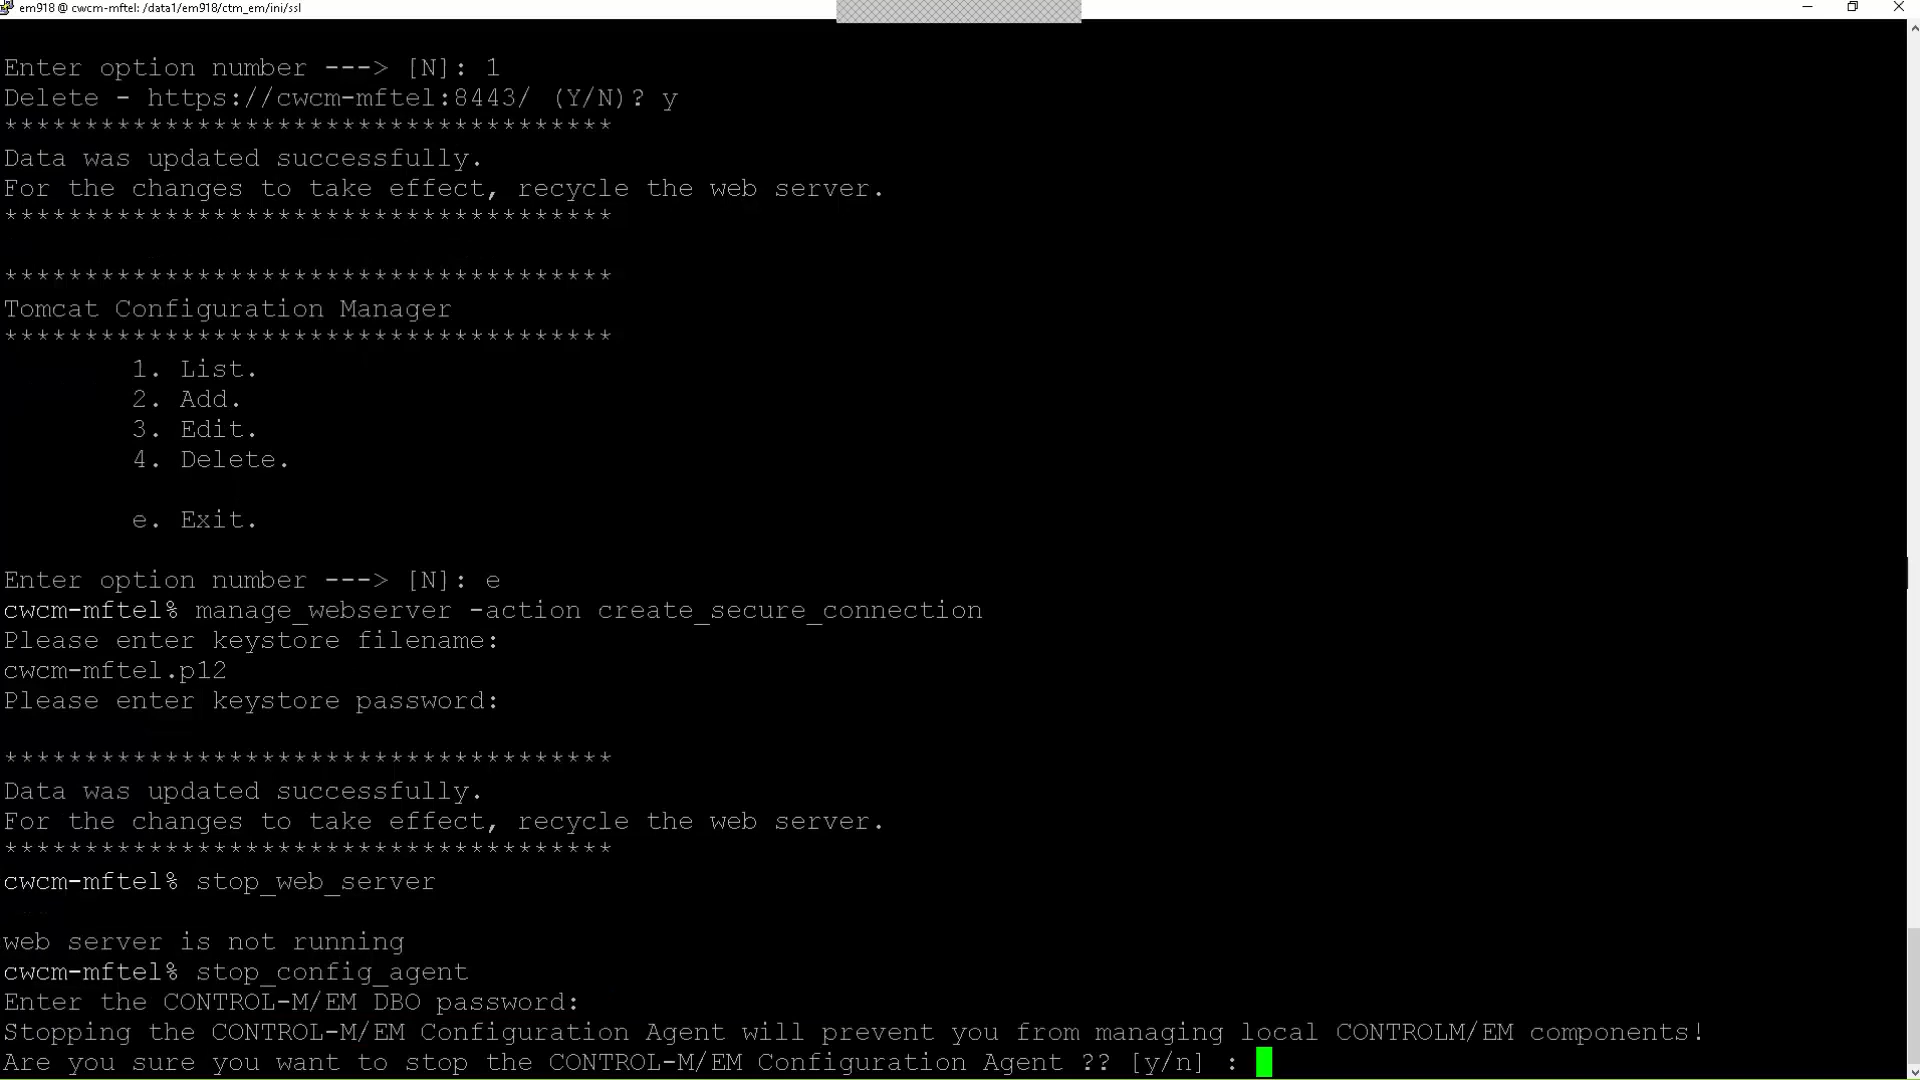 em918 @ cwcm-mftel: /data1/em918/ctm_em/ini/ssl
Enter option number ---> [N]: 1
Delete - https://cwcm-mftel:8443/ (Y/N)? y
**************************************
Data was updated successfully.
For the changes to take effect, recycle the web server.
**************************************
**************************************
Tomcat Configuration Manager
**************************************
1. List.
2. Add.
3. Edit.
4. Delete.
e. Exit.
Enter option number ---> [N]: e
cwcm-mftel% manage_webserver -action create_secure_connection
Please enter keystore filename:
cwcm-mftel.p12
Please enter keystore password:
**************************************
Data was updated successfully.
For the changes to take effect, recycle the web server.
**************************************
cwcm-mftel% stop_web_server
web server is not running
cwcm-mftel% stop_config_agent
Enter the CONTROL-M/EM DBO password:
Stopping the CONTROL-M/EM Configuration Agent will prevent you from managing local CONTROLM/EM components!
Are you sure you want to stop the CONTROL-M/EM Configuration Agent ?? [y/n] :